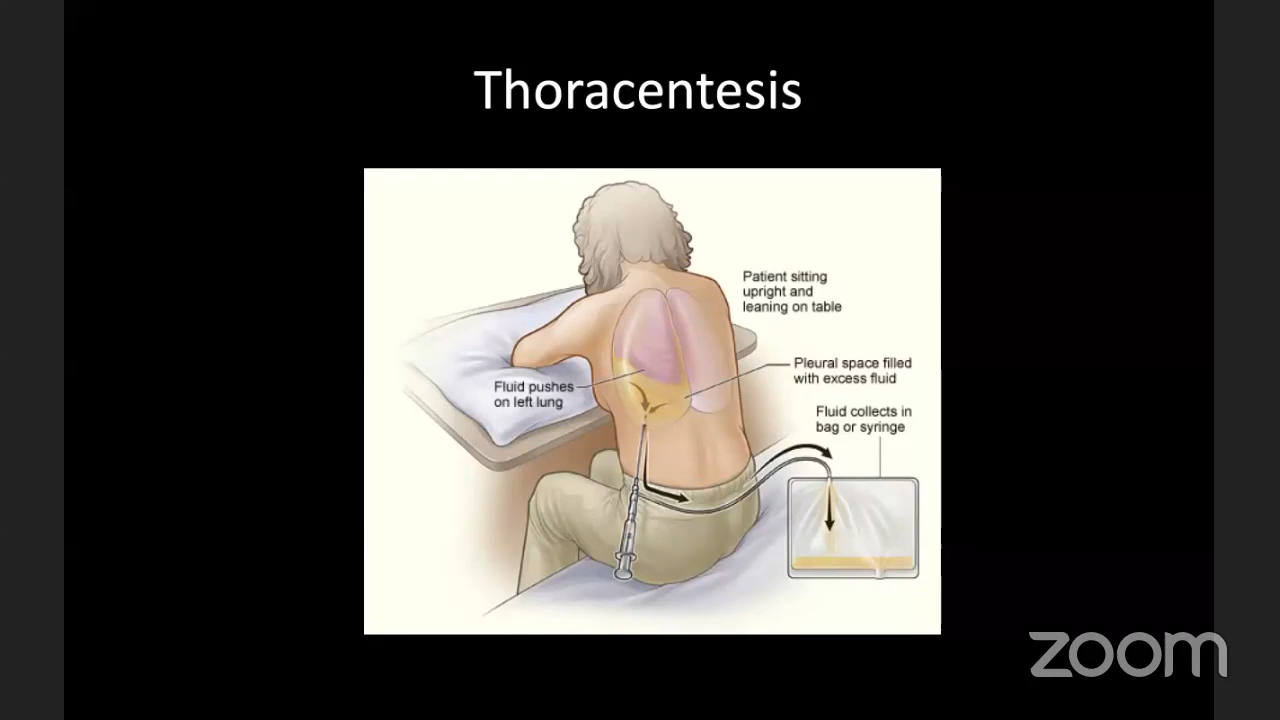 Thoracentesis
Patient sitting
upright and
leaning on table
Pleural space filled
with excess fluid
Fluid pushes
on left lung
Fluid collects in
bag or syringe
zoom